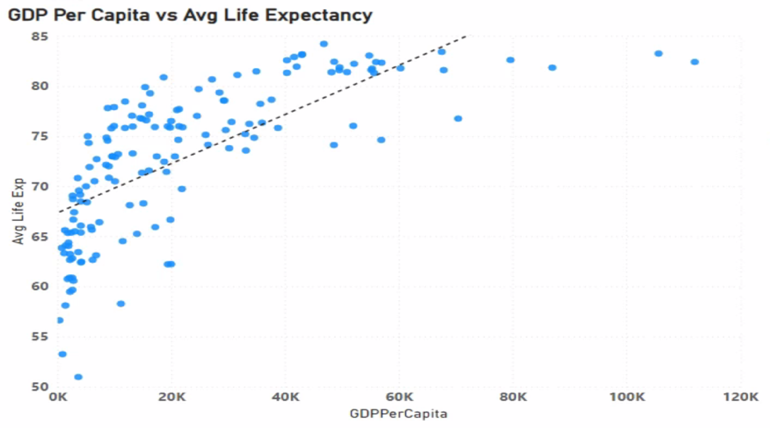 GDP Per Capita vs Avg Life Expectancy
85
80
75
70
65
60
55
50
Avg Life Exp
0K 20K 40K 60K 80K 100K 120K
GDPPerCapita